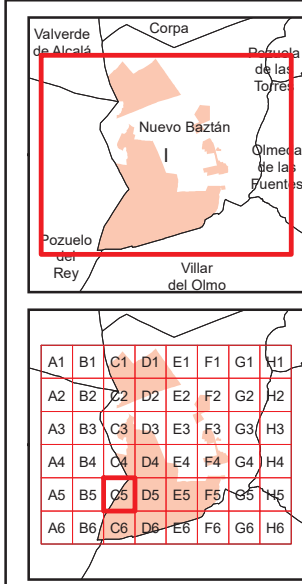 Corpa
Valverde
de Alcalá
Pozuela
de las
Torres
Nuevo Baztán
I
Olmeda
de las
Fuentes
Pozuelo
del
Rey
Villar
del Olmo
A1 B1 C1 D1 E1 F1 G1 H1
A2 B2 C2 D2 E2 F2 G2 H2
A3 B3 C3 D3 E3 F3 G3 H3
A4 B4 C4 D4 E4 F4 G4 H4
A5 B5 C5 D5 E5 F5 G5 H5
A6 B6 C6 D6 E6 F6 G6 H6